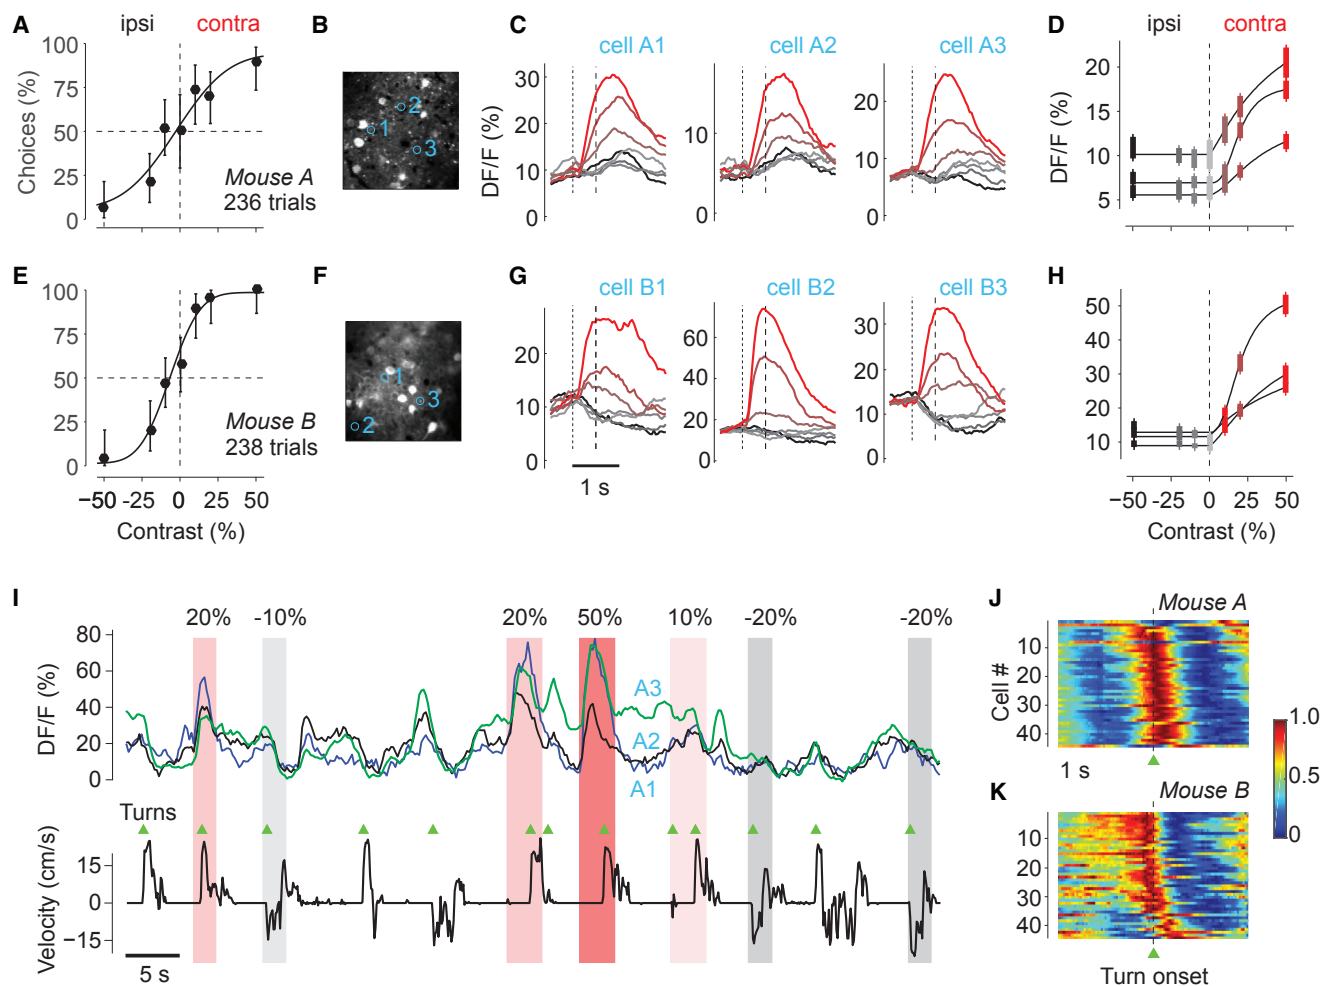 A
ipsi
contra
Choices (%)
100
75
50
25
0
Mouse A
236 trials
B
1
2
3
C
cell A1
cell A2
cell A3
DF/F (%)
30
20
10
0
10
0
20
10
0
D
ipsi
contra
DF/F (%)
20
15
10
5
E
100
75
50
25
0
Mouse B
238 trials
−50 -25 0 25 50
Contrast (%)
F
1
2
3
G
cell B1
cell B2
cell B3
20
10
0
60
40
20
0
30
20
10
0
1 s
H
50
40
30
20
10
−50 -25 0 25 50
Contrast (%)
I
20%
-10%
20%
50%
10%
-20%
-20%
DF/F (%)
80
60
40
20
0
A3
A2
A1
Turns
Velocity (cm/s)
15
0
−15
5 s
J
Mouse A
Cell #
10
20
30
40
1 s
1.0
0.5
0
K
Mouse B
10
20
30
40
Turn onset